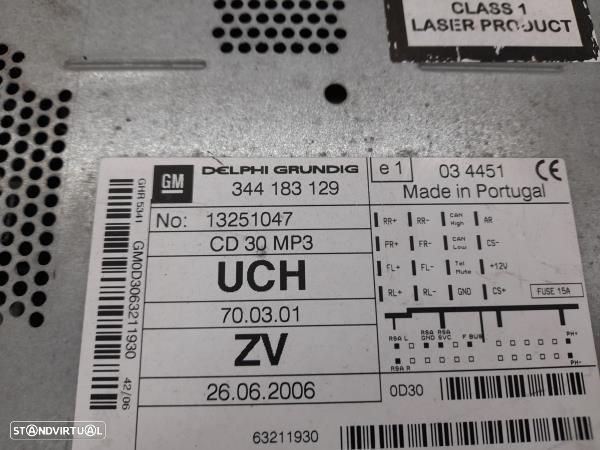 CLASS 1
LASER PRODUCT
GM
DELPHI GRUNDIG
344 183 129
e 1
03 4451
CE
Made in Portugal
No: 13251047
CD 30 MP3
UCH
70.03.01
ZV
26.06.2006
RR+ RR- CAN High AR
FR- CAN Low CS-
FL+ FL- Tel Mute +12V
RL+ RL- GND CS+
FUSE 15A
RSA L RSA GND RSA SVC F BUS PH+
RSA R PH-
0D30
63211930
GHR 5341
GM0D3063211930
42/06
STANDVIRTUAL